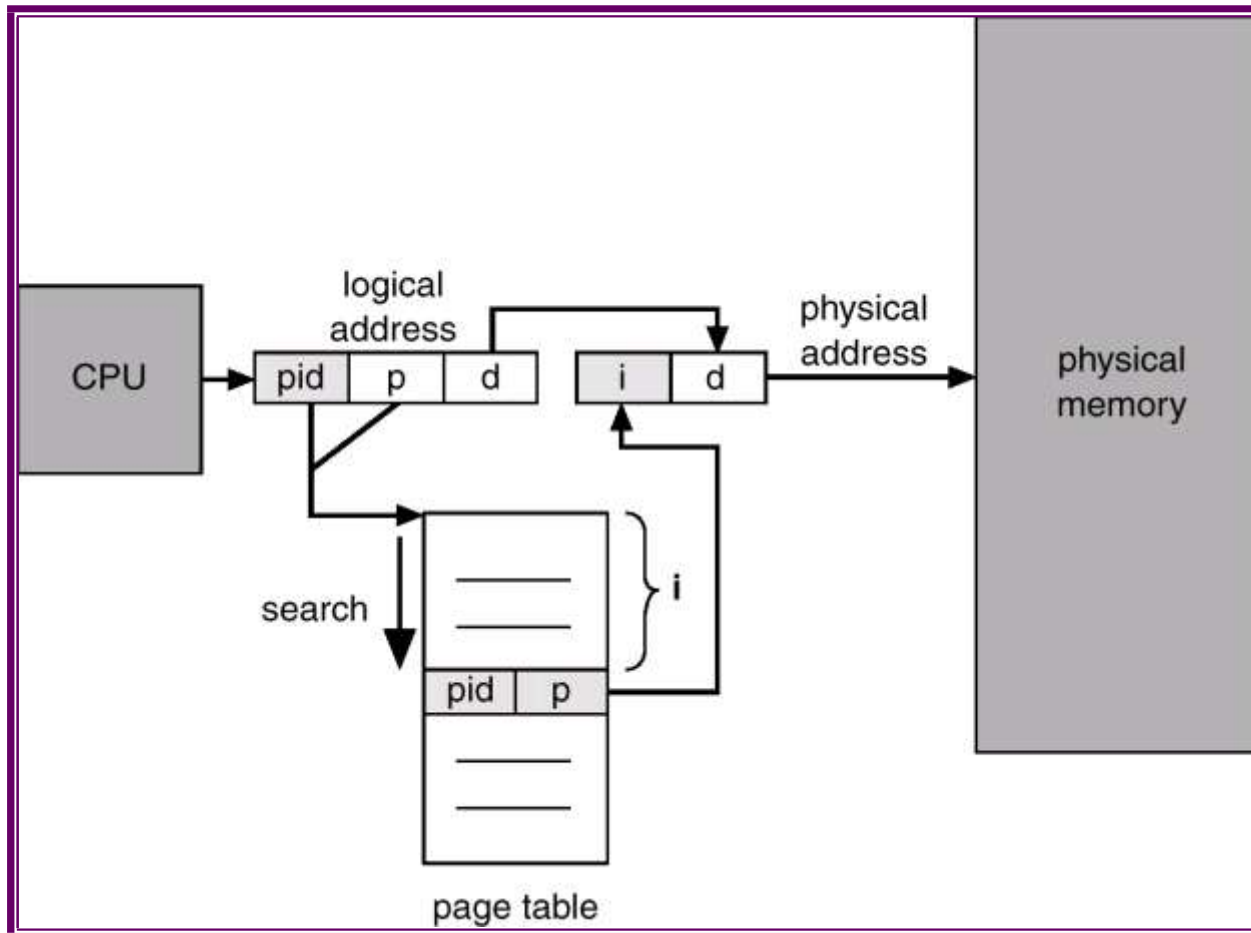 logical
address
physical
address
CPU
pid p d
i d
physical
memory
search
i
pid p
page table